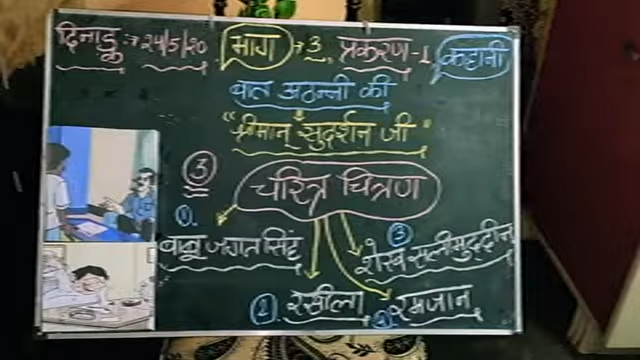 दिनाङ्क :→ 24/5/20 भाग → 3 प्रकरण-1 कहानी
बात अठन्नी की
"श्रीमान् सुदर्शन जी"
③ चरित्र चित्रण
①. बाबू जगत सिंह
③ शेख सलीमुद्दीन
②. रसीला ④ रमजान